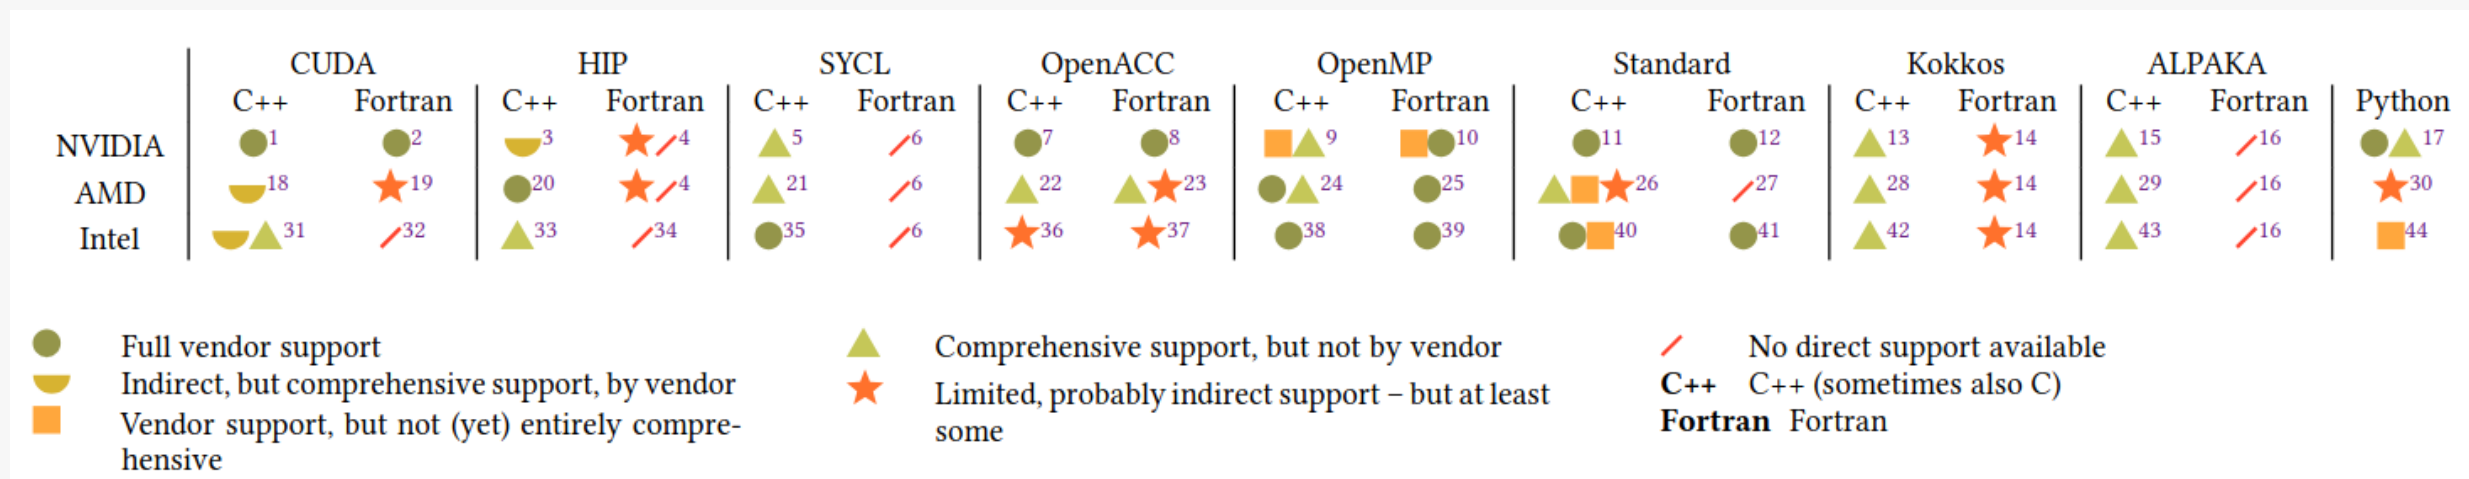 CUDA HIP SYCL OpenACC OpenMP Standard Kokkos ALPAKA
C++ Fortran C++ Fortran C++ Fortran C++ Fortran C++ Fortran C++ Fortran C++ Fortran C++ Fortran Python
NVIDIA 1 2 3 4 5 6 7 8 9 10 11 12 13 14 15 16 17
AMD 18 19 20 4 21 6 22 23 24 25 26 27 28 14 29 16 30
Intel 31 32 33 34 35 6 36 37 38 39 40 41 42 14 43 16 44
Full vendor support
Indirect, but comprehensive support, by vendor
Vendor support, but not (yet) entirely compre-
hensive
Comprehensive support, but not by vendor
Limited, probably indirect support – but at least
some
No direct support available
C++ C++ (sometimes also C)
Fortran Fortran